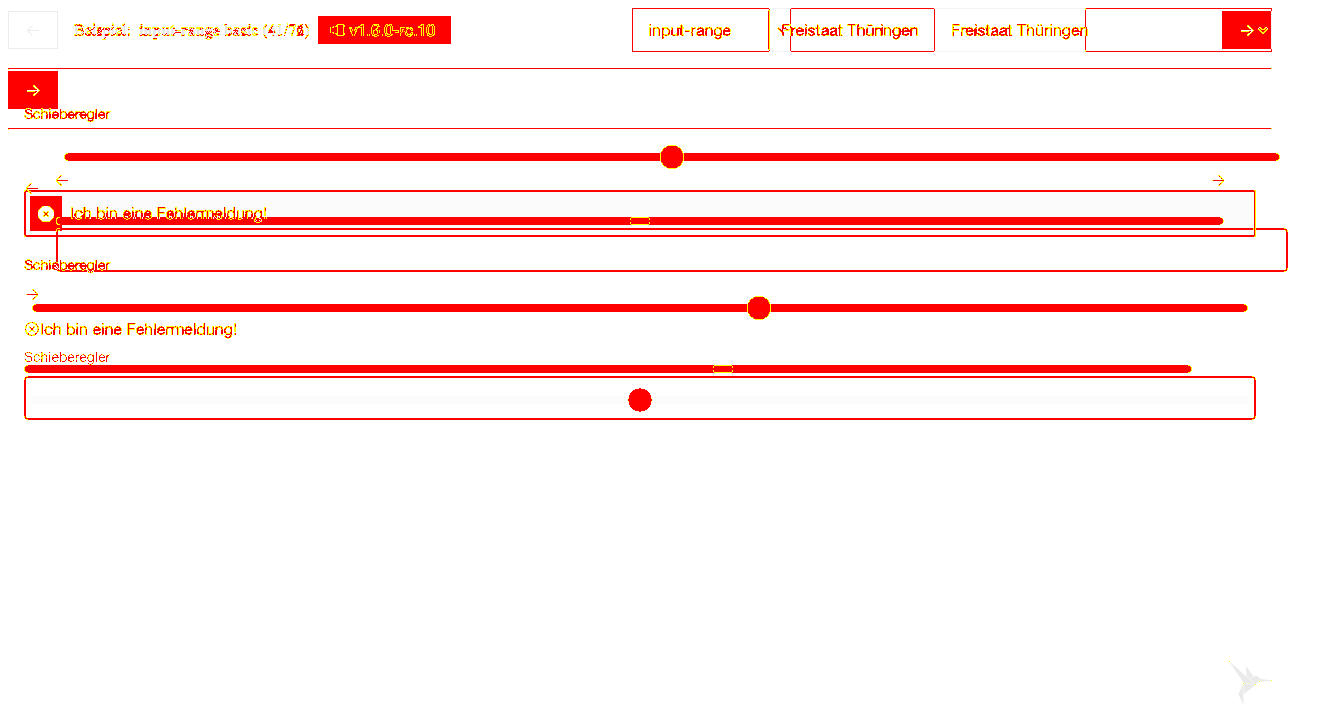 Beispiel: input-range basic (41/76) v1.6.0-rc.10 input-range Freistaat Thüringen Freistaat Thüringen
Schieberegler
Ich bin eine Fehlermeldung!
Schieberegler
Ich bin eine Fehlermeldung!
Schieberegler